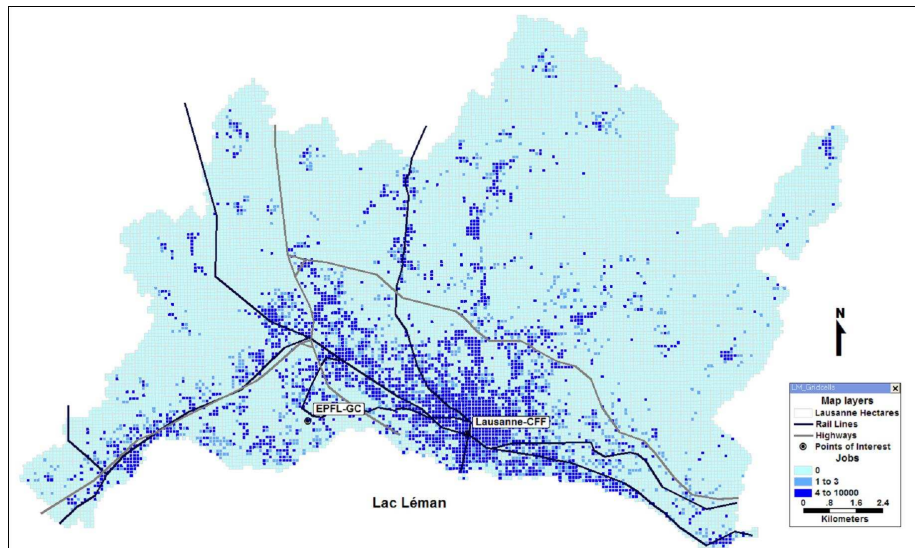 N
EPFL-GC
Lausanne-CFF
Lac Léman
LM_Gridcells
Map layers
Lausanne Hectares
Rail Lines
Highways
Points of Interest
Jobs
0
1 to 3
4 to 10000
0 .8 1.6 2.4
Kilometers